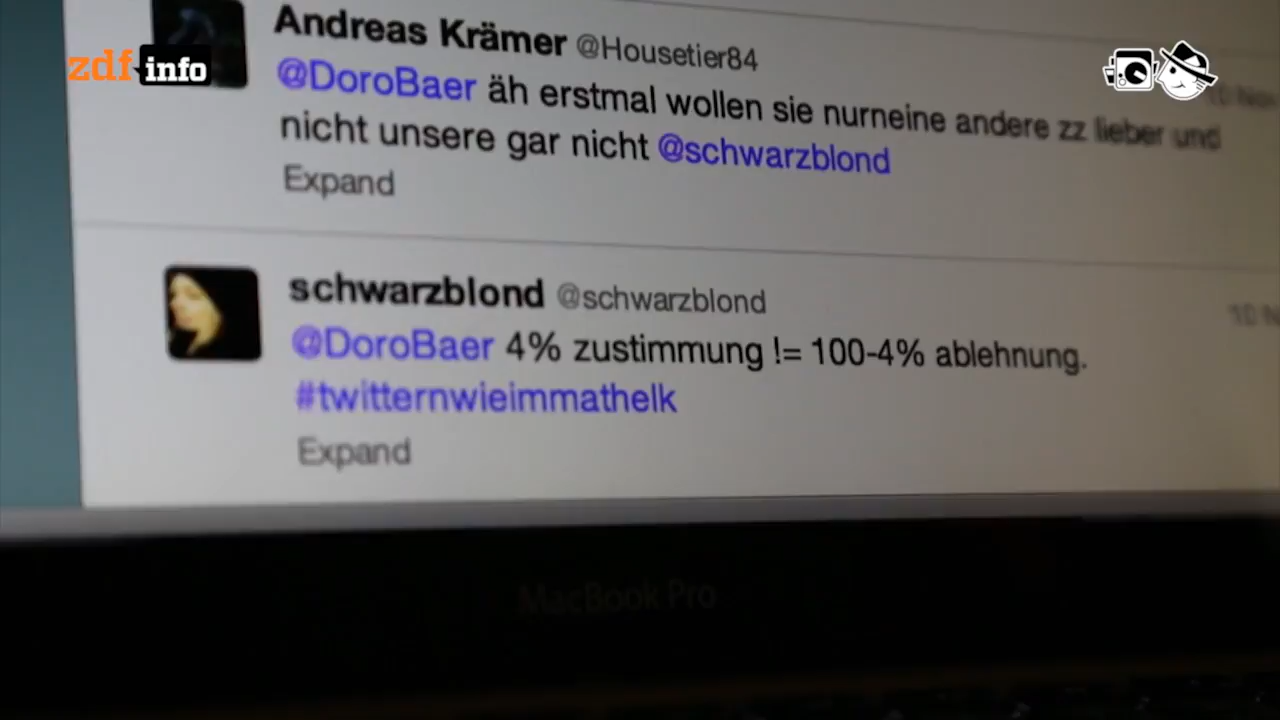 Andreas Krämer @Housetier84
@DoroBaer äh erstmal wollen sie nurneine andere zz lieber und
nicht unsere gar nicht @schwarzblond
Expand
schwarzblond @schwarzblond
@DoroBaer 4% zustimmung != 100-4% ablehnung.
#twitternwieimmathelk
Expand
MacBook Pro
zdf info